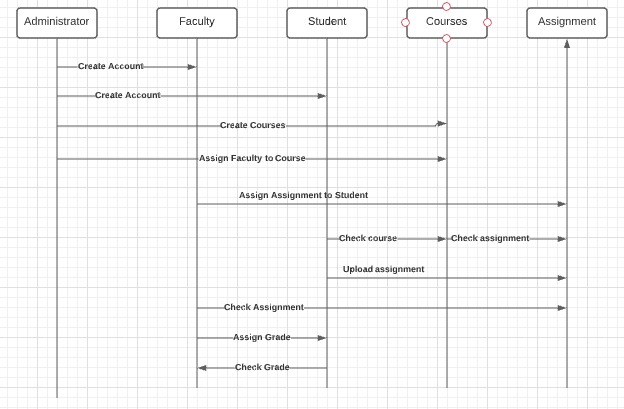 Administrator
Faculty
Student
Courses
Assignment
Create Account
Create Account
Create Courses
Assign Faculty to Course
Assign Assignment to Student
Check course
Check assignment
Upload assignment
Check Assignment
Assign Grade
Check Grade